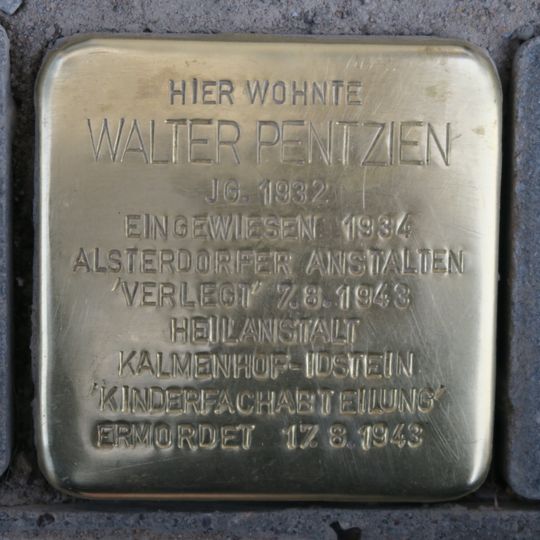 HIER WOHNTE
WALTER PENTZIEN
JG. 1932
EINGEWIESEN 1934
ALSTERDORFER ANSTALTEN
'VERLEGT' 7.8.1943
HEILANSTALT
KALMENHOF-IDSTEIN
'KINDERFACHABTEILUNG'
ERMORDET 17.8.1943